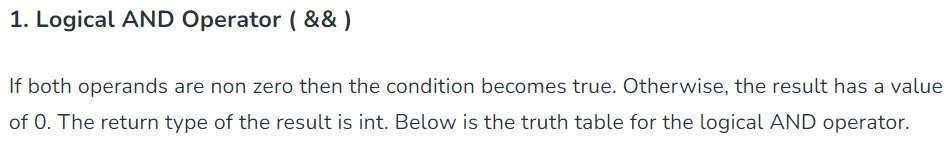 1. Logical AND Operator ( && )
If both operands are non zero then the condition becomes true. Otherwise, the result has a value
of 0. The return type of the result is int. Below is the truth table for the logical AND operator.